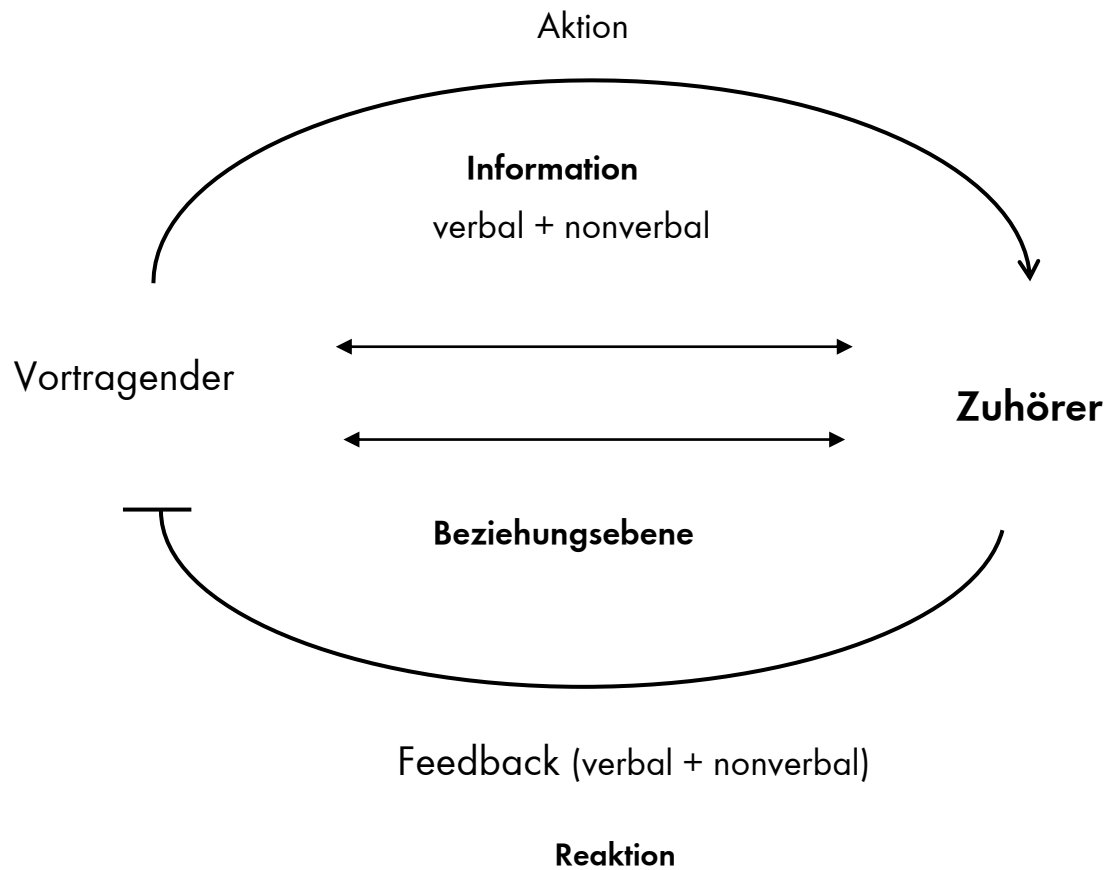 Aktion
Information
verbal + nonverbal
Vortragender
Zuhörer
Beziehungsebene
Feedback (verbal + nonverbal)
Reaktion